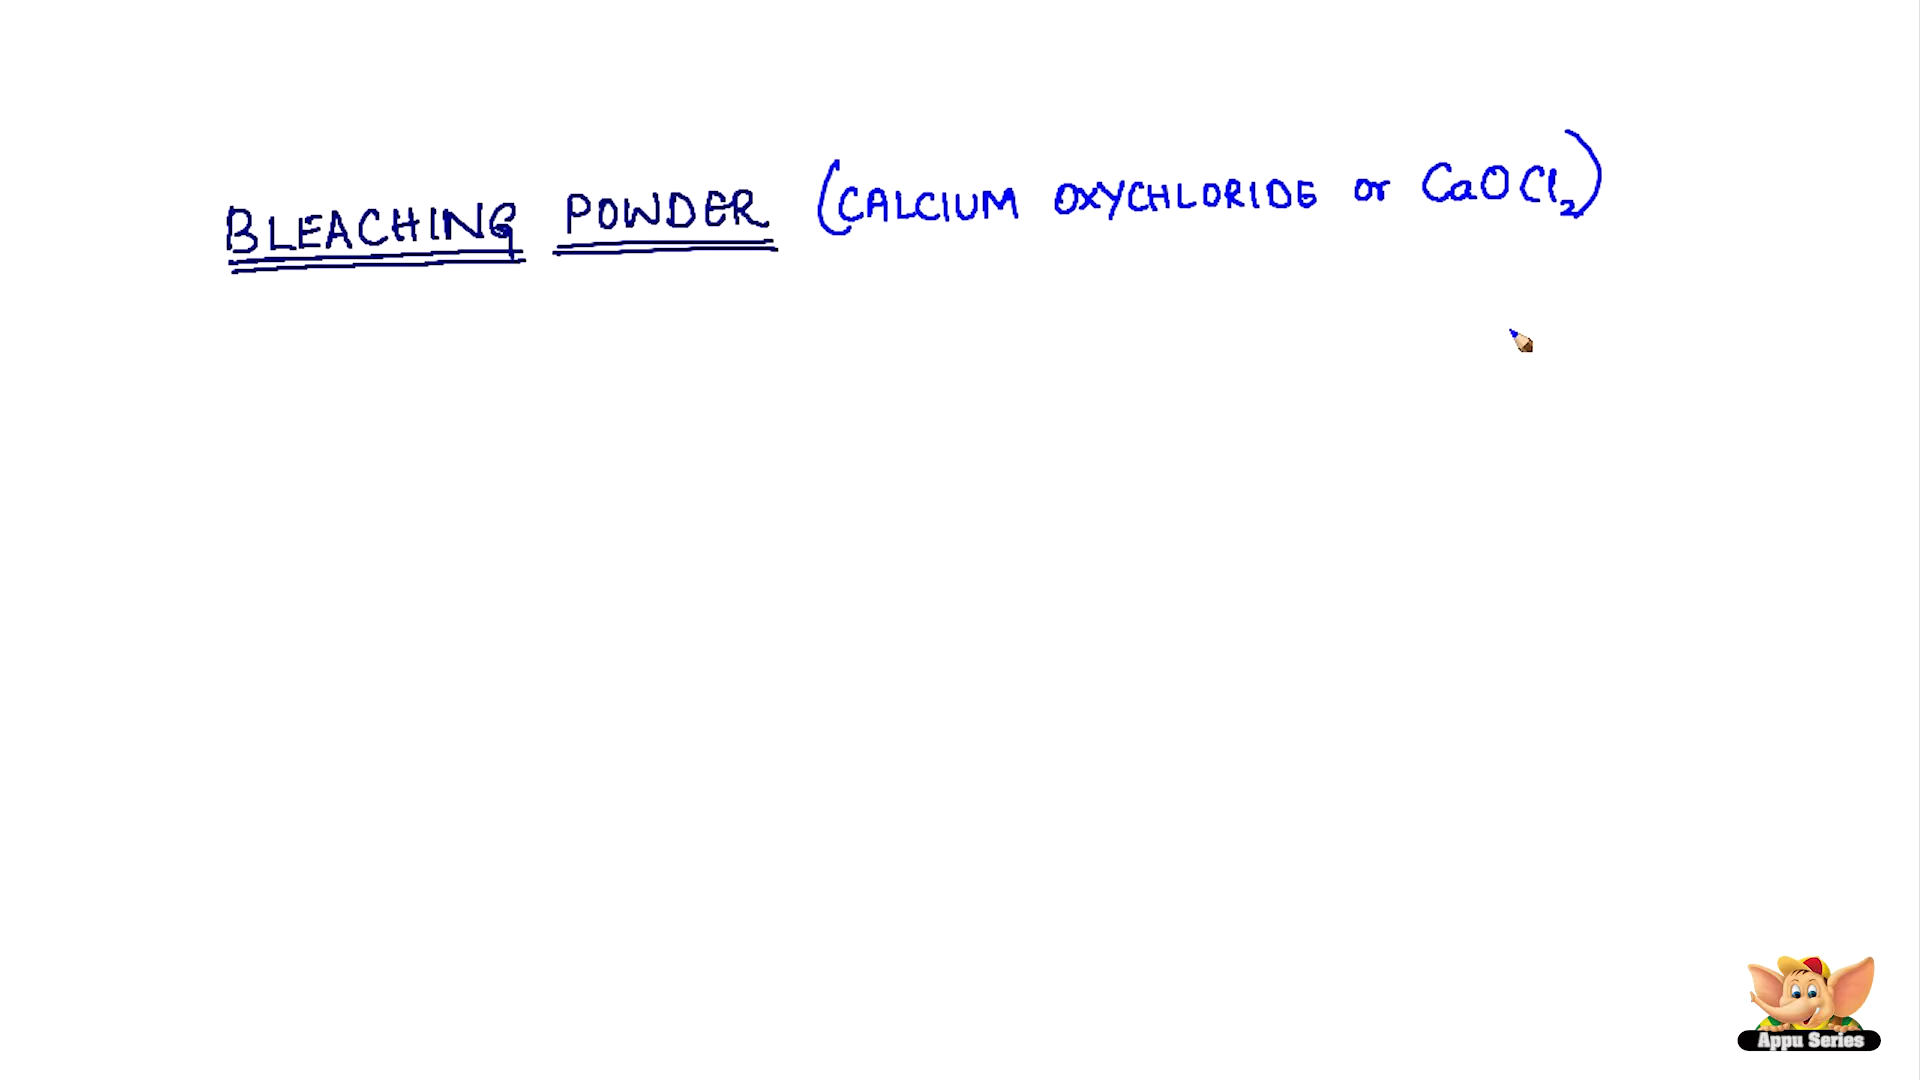 BLEACHING POWDER (CALCIUM OXYCHLORIDE or CaOCl₂)
Appu Series